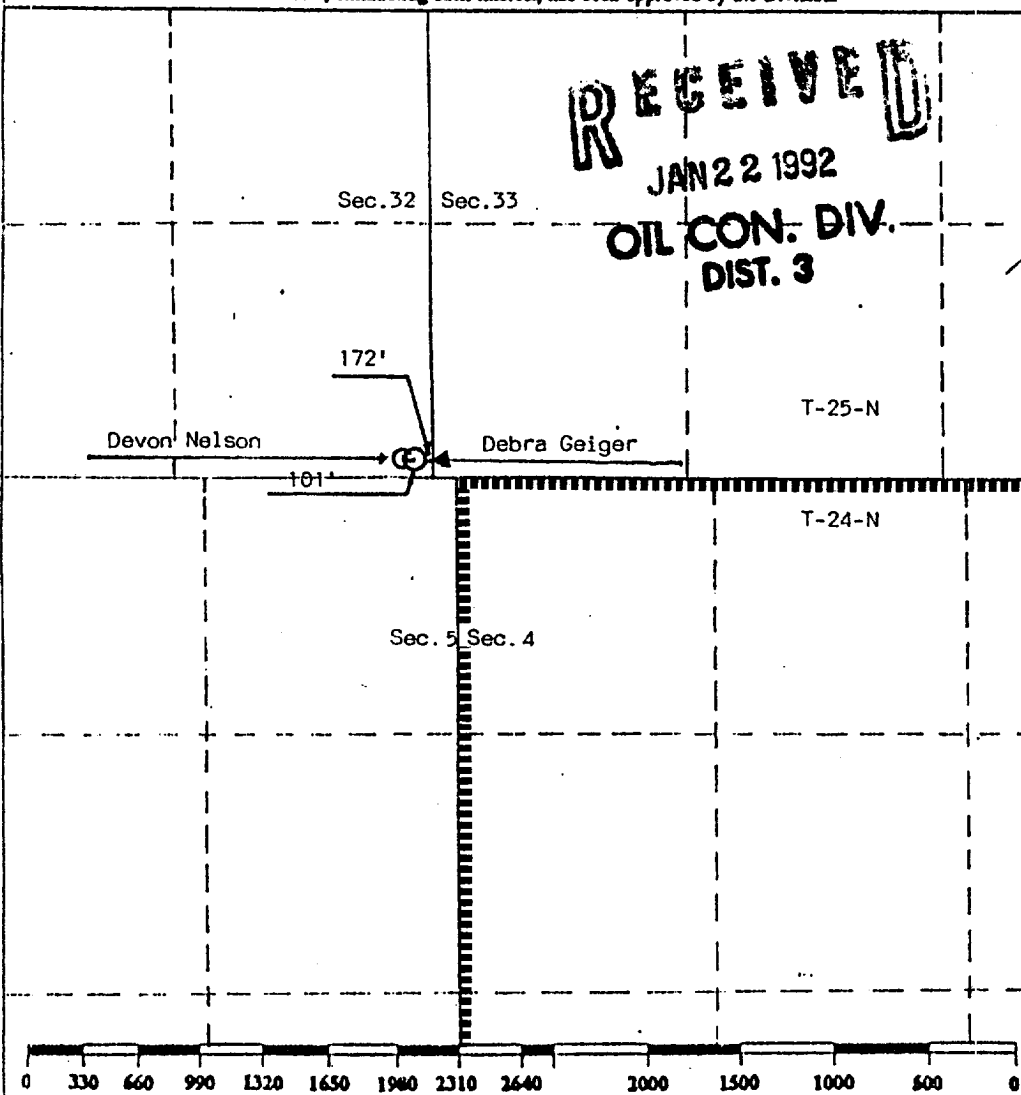 RECEIVED
JAN 22 1992
OIL CON. DIV.
DIST. 3
Sec.32 Sec.33
172'
T-25-N
Devon Nelson
Debra Geiger
101'
T-24-N
Sec.5 Sec.4
0 330 660 990 1320 1650 1980 2310 2640 2000 1500 1000 500 0